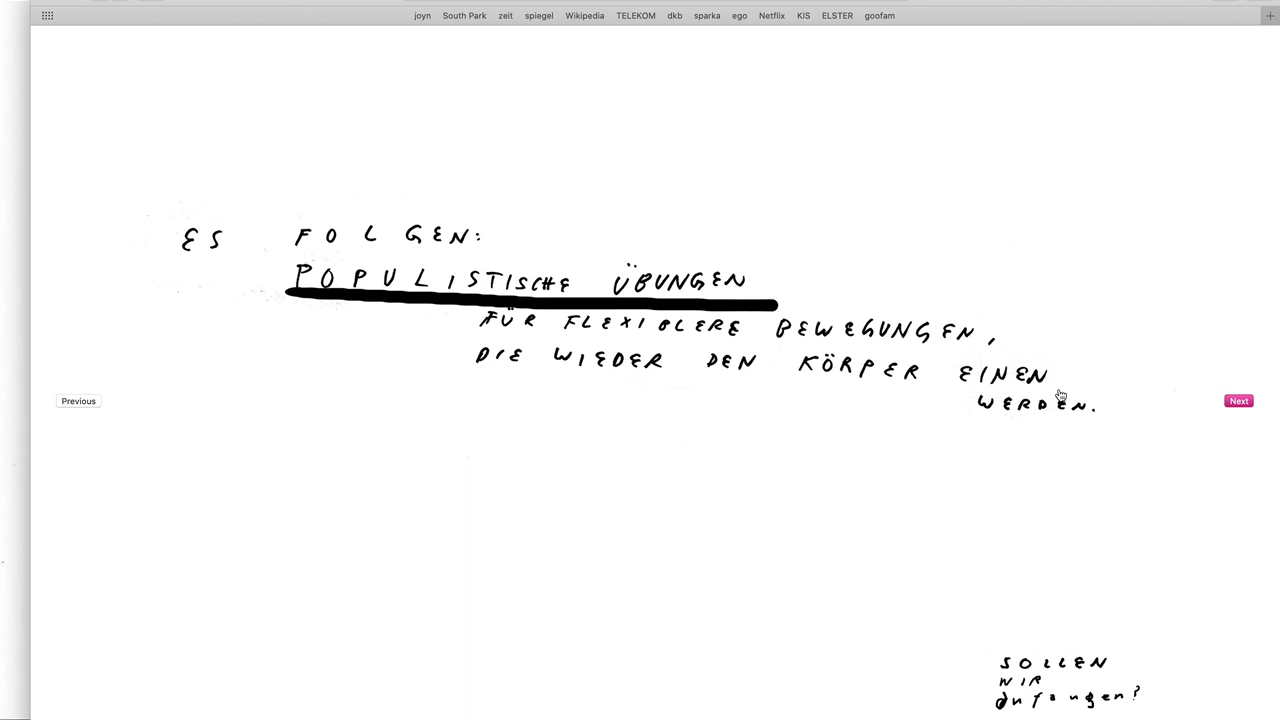 joyn South Park zeit spiegel Wikipedia TELEKOM dkb sparka ego Netflix KIS ELSTER goofam
ES FOLGEN:
POPULISTISCHE ÜBUNGEN
FÜR FLEXIBLERE BEWEGUNGEN,
DIE WIEDER DEN KÖRPER EINEN
WERDEN.
Previous
Next
SOLLEN
WIR
anfangen?